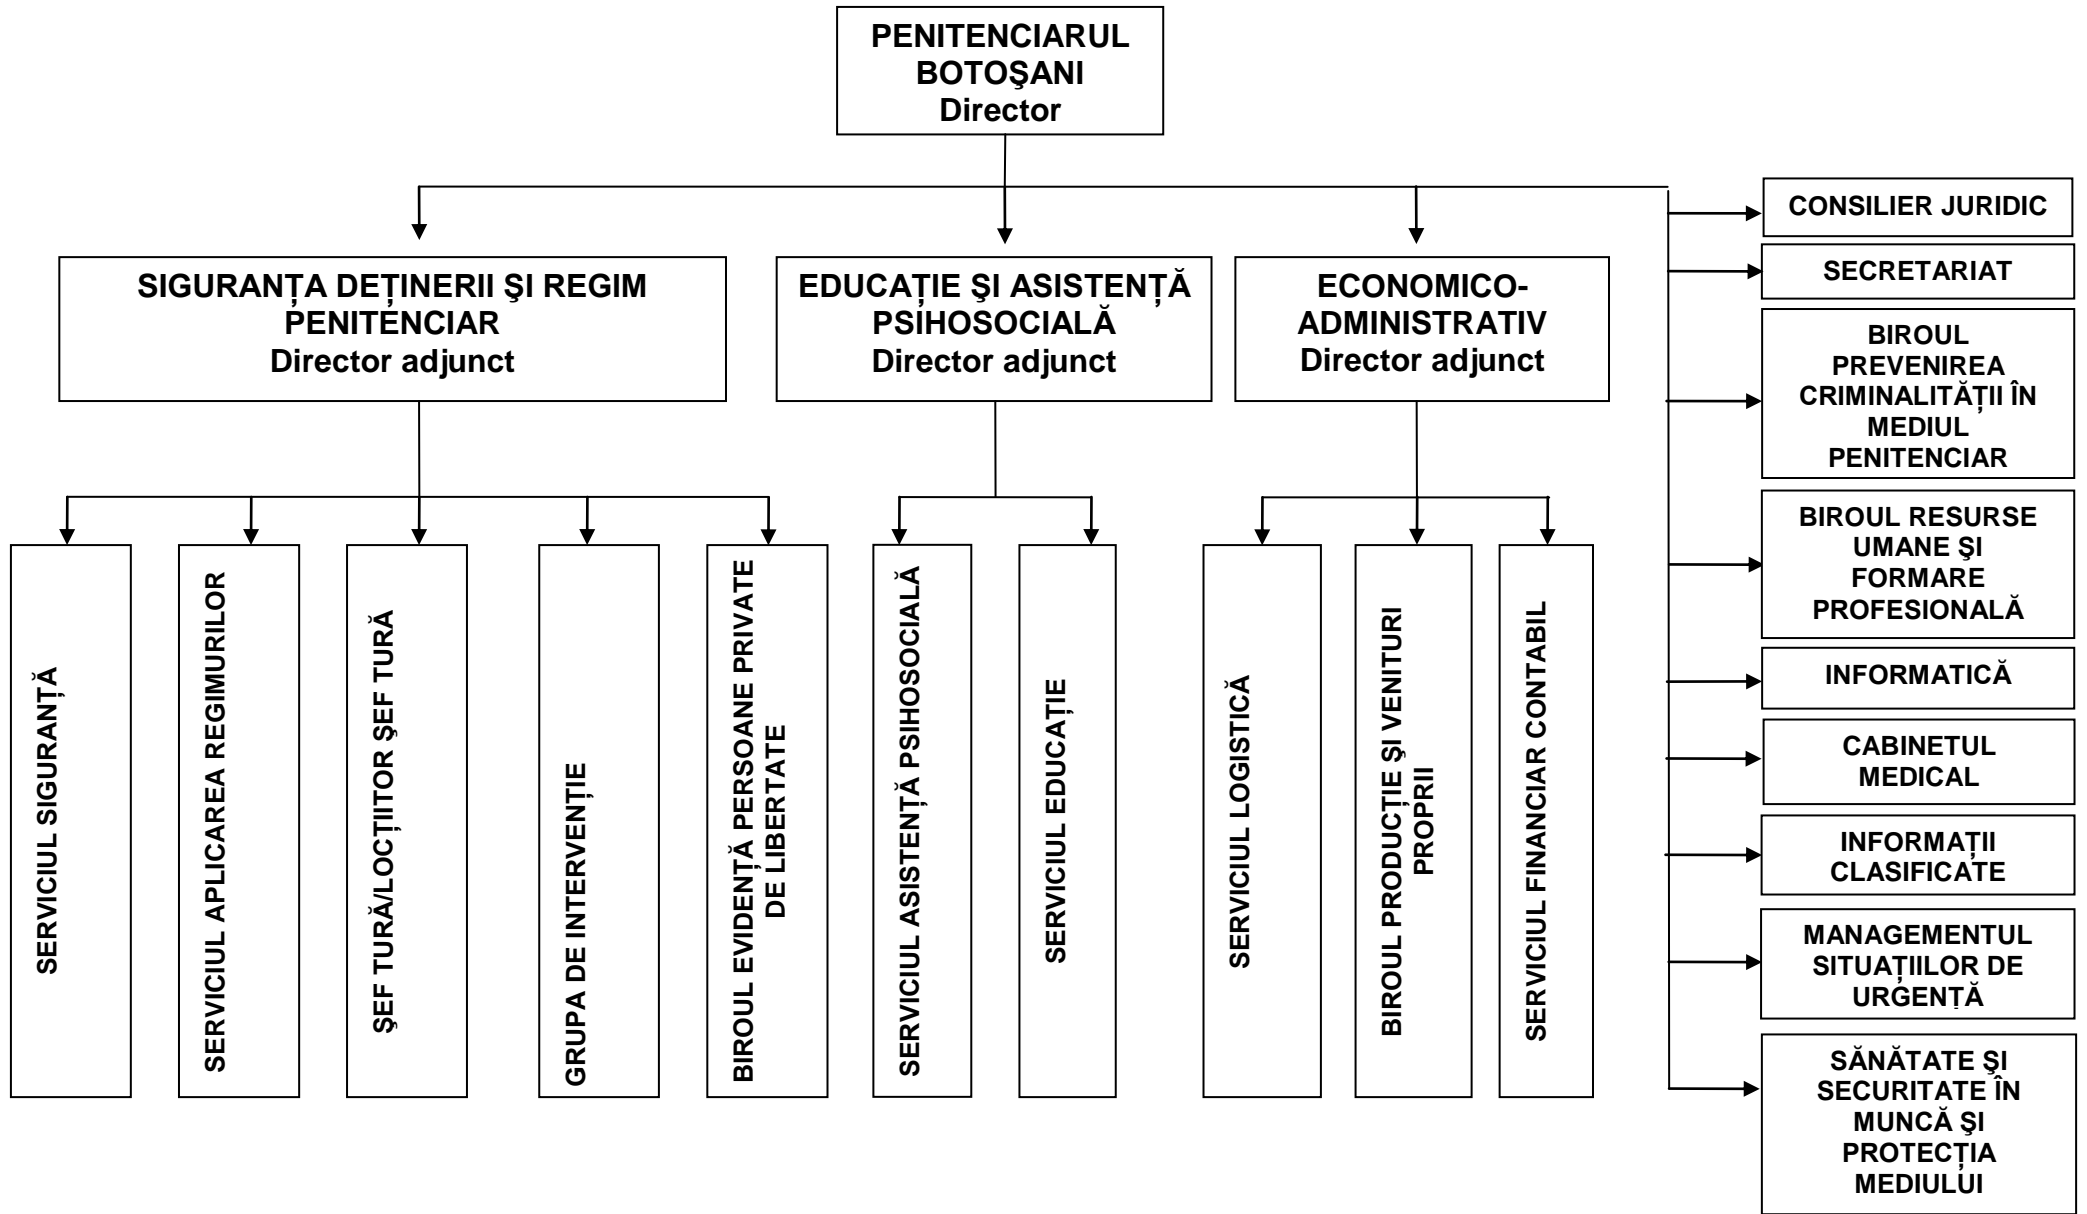 PENITENCIARUL
BOTOŞANI
Director
SIGURANȚA DEȚINERII ŞI REGIM
PENITENCIAR
Director adjunct
EDUCAȚIE ŞI ASISTENȚĂ
PSIHOSOCIALĂ
Director adjunct
ECONOMICO-
ADMINISTRATIV
Director adjunct
SERVICIUL SIGURANȚĂ
SERVICIUL APLICAREA REGIMURILOR
ŞEF TURĂ/LOCȚIITOR ŞEF TURĂ
GRUPA DE INTERVENȚIE
BIROUL EVIDENȚĂ PERSOANE PRIVATE
DE LIBERTATE
SERVICIUL ASISTENȚĂ PSIHOSOCIALĂ
SERVICIUL EDUCAȚIE
SERVICIUL LOGISTICĂ
BIROUL PRODUCȚIE ŞI VENITURI
PROPRII
SERVICIUL FINANCIAR CONTABIL
CONSILIER JURIDIC
SECRETARIAT
BIROUL
PREVENIREA
CRIMINALITĂȚII ÎN
MEDIUL
PENITENCIAR
BIROUL RESURSE
UMANE ŞI
FORMARE
PROFESIONALĂ
INFORMATICĂ
CABINETUL
MEDICAL
INFORMAȚII
CLASIFICATE
MANAGEMENTUL
SITUAȚIILOR DE
URGENȚĂ
SĂNĂTATE ŞI
SECURITATE ÎN
MUNCĂ ŞI
PROTECȚIA
MEDIULUI